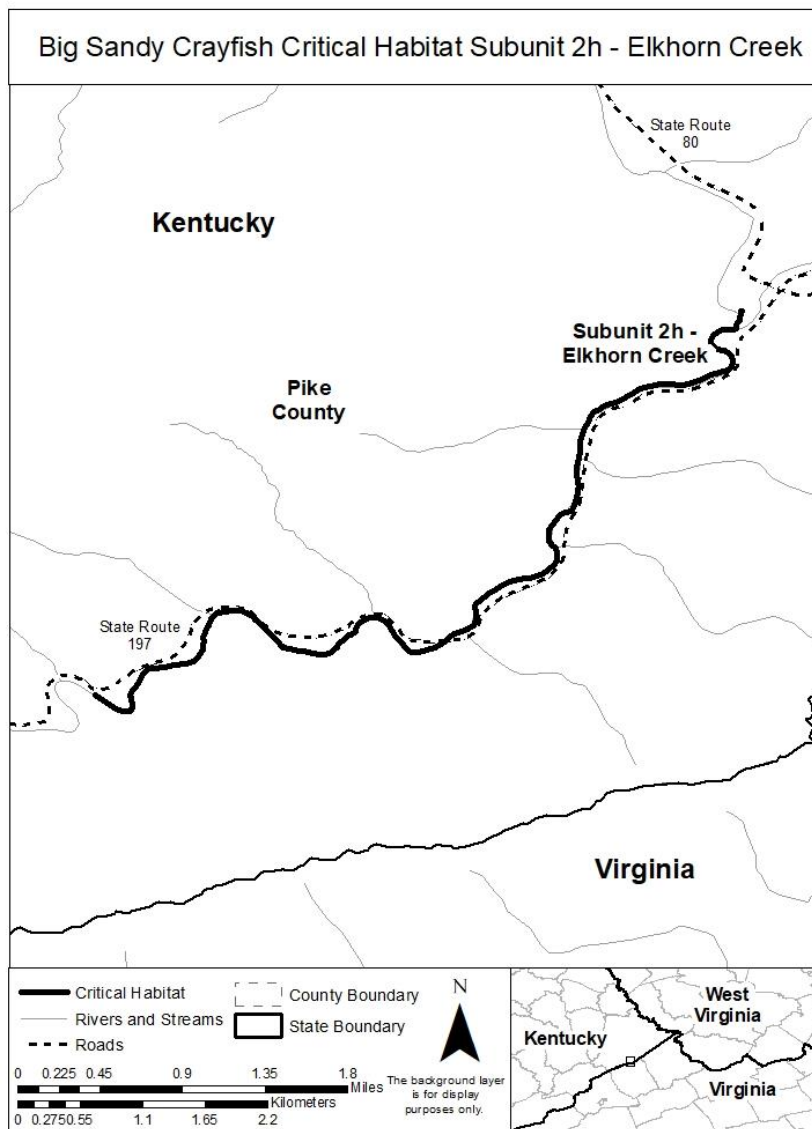 Big Sandy Crayfish Critical Habitat Subunit 2h - Elkhorn Creek
State Route
80
Kentucky
Subunit 2h -
Elkhorn Creek
Pike
County
State Route
197
Virginia
Critical Habitat
Rivers and Streams
Roads
County Boundary
State Boundary
0 0.225 0.45 0.9 1.35 1.8
Miles
Kilometers
0 0.275 0.55 1.1 1.65 2.2
N
The background layer
is for display
purposes only.
West
Virginia
Kentucky
Virginia